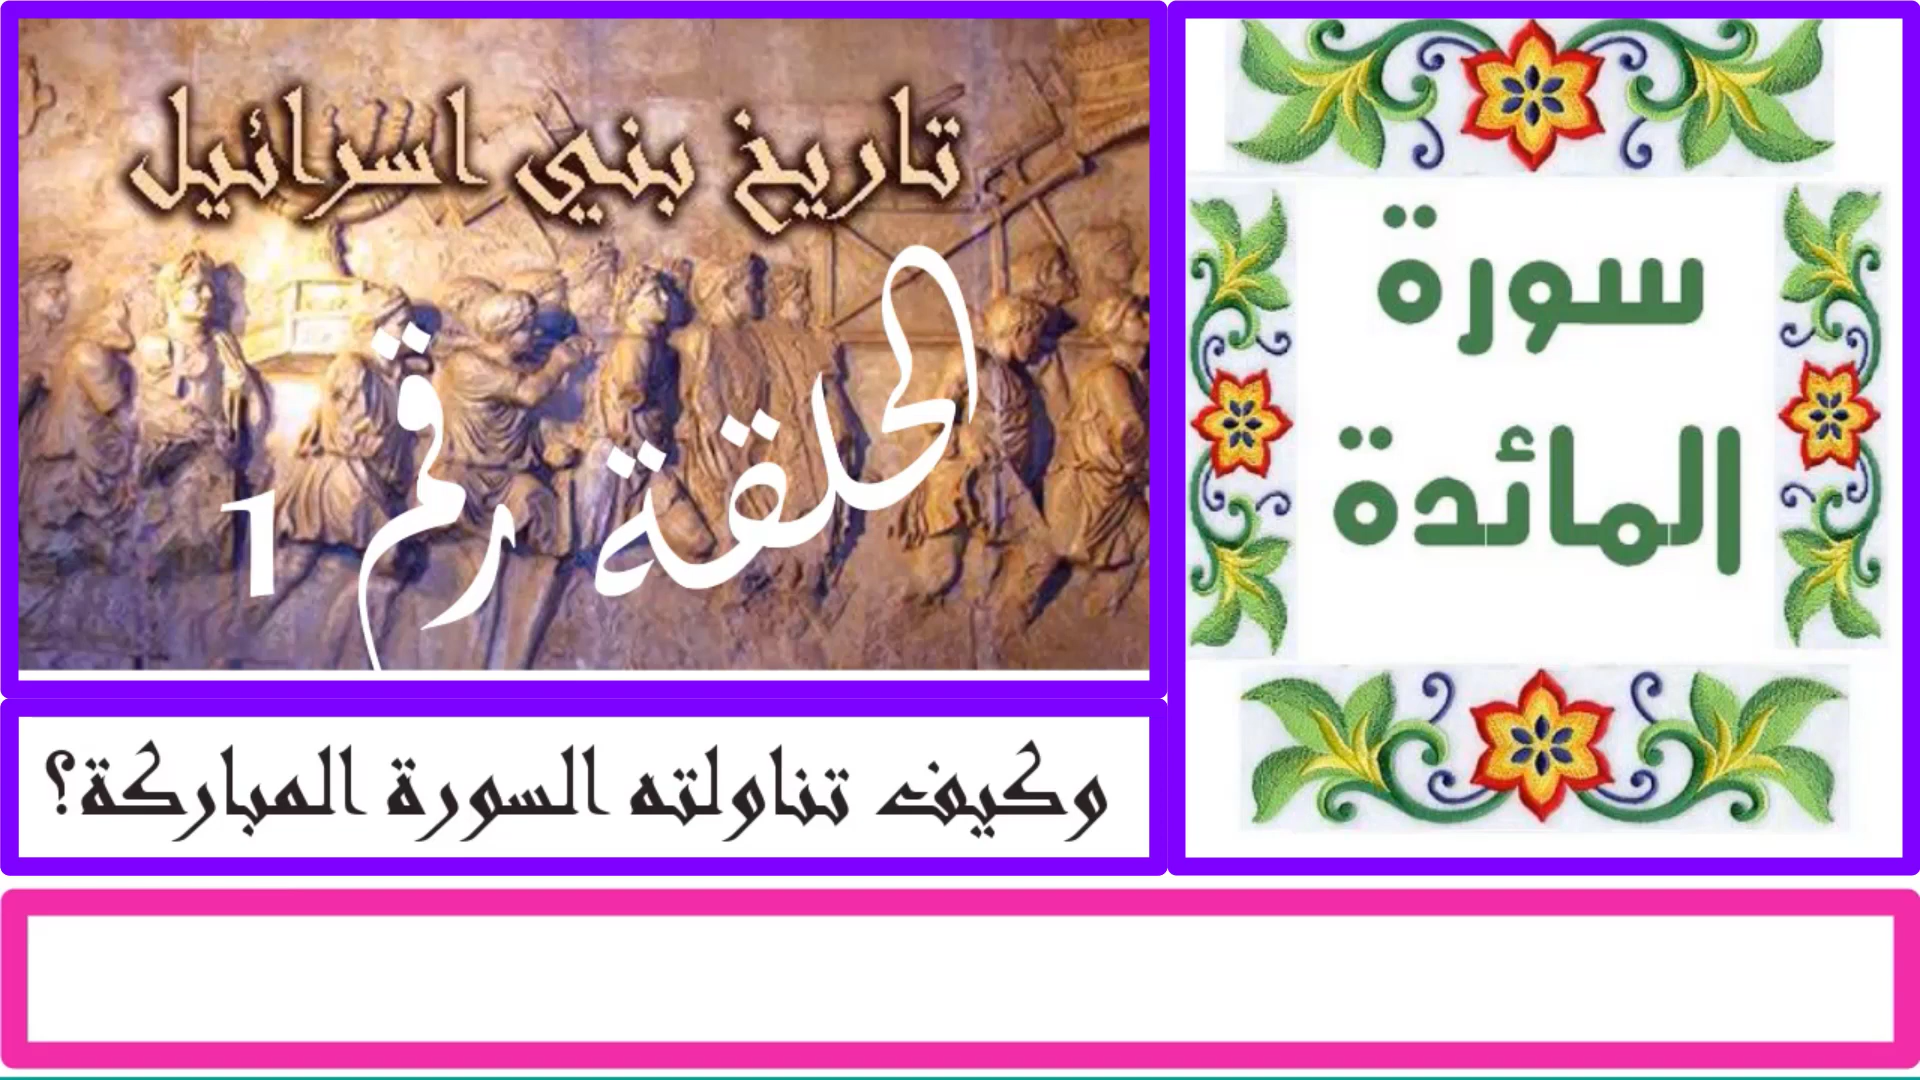 سورة
المائدة
تاريخ بني اسرائيل
الحلقة رقم 1
وكيف تناولته السورة المباركة؟